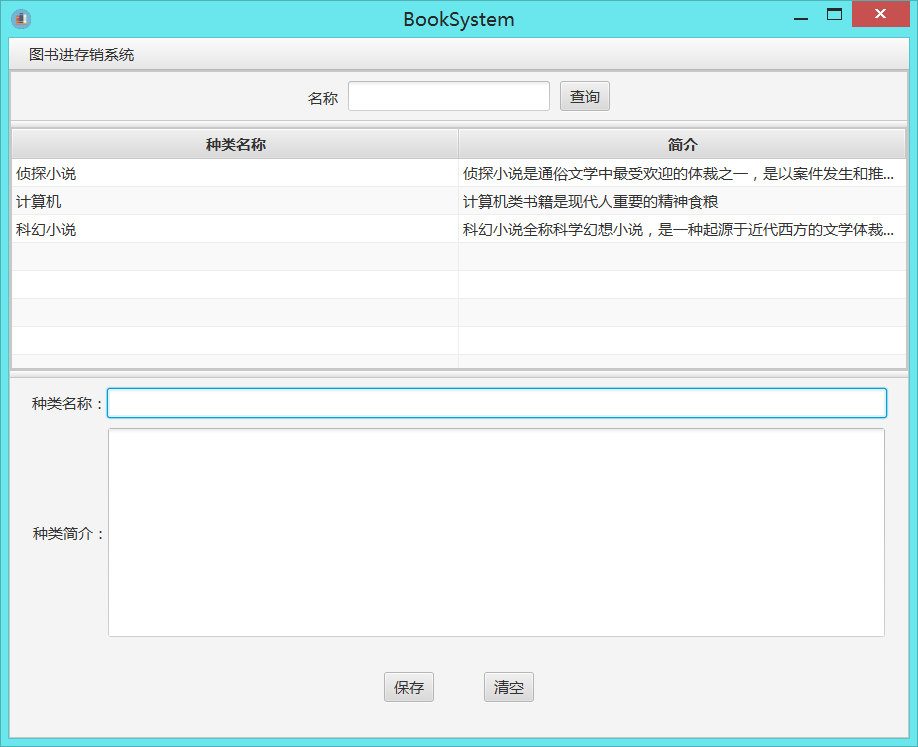 BookSystem
图书进存销系统
名称 查询
种类名称 简介
侦探小说 侦探小说是通俗文学中最受欢迎的体裁之一，是以案件发生和推...
计算机 计算机类书籍是现代人重要的精神食粮
科幻小说 科幻小说全称科学幻想小说，是一种起源于近代西方的文学体裁...
种类名称：
种类简介：
保存 清空